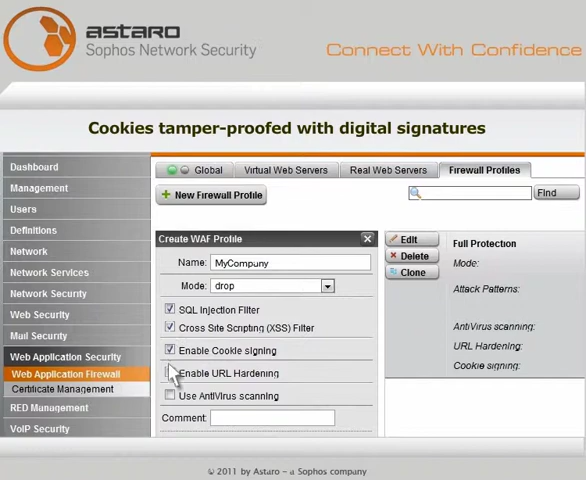 astaro
Sophos Network Security
Connect With Confidence
Cookies tamper-proofed with digital signatures
Dashboard
Management
Users
Definitions
Network
Network Services
Network Security
Web Security
Mail Security
Web Application Security
Web Application Firewall
Certificate Management
RED Management
VoIP Security
Global
Virtual Web Servers
Real Web Servers
Firewall Profiles
+ New Firewall Profile
Find
Create WAF Profile
Name: MyCompany
Mode: drop
SQL Injection Filter
Cross Site Scripting (XSS) Filter
Enable Cookie signing
Enable URL Hardening
Use AntiVirus scanning
Comment:
Edit
Delete
Clone
Full Protection
Mode:
Attack Patterns:
AntiVirus scanning:
URL Hardening:
Cookie signing:
© 2011 by Astaro – a Sophos company